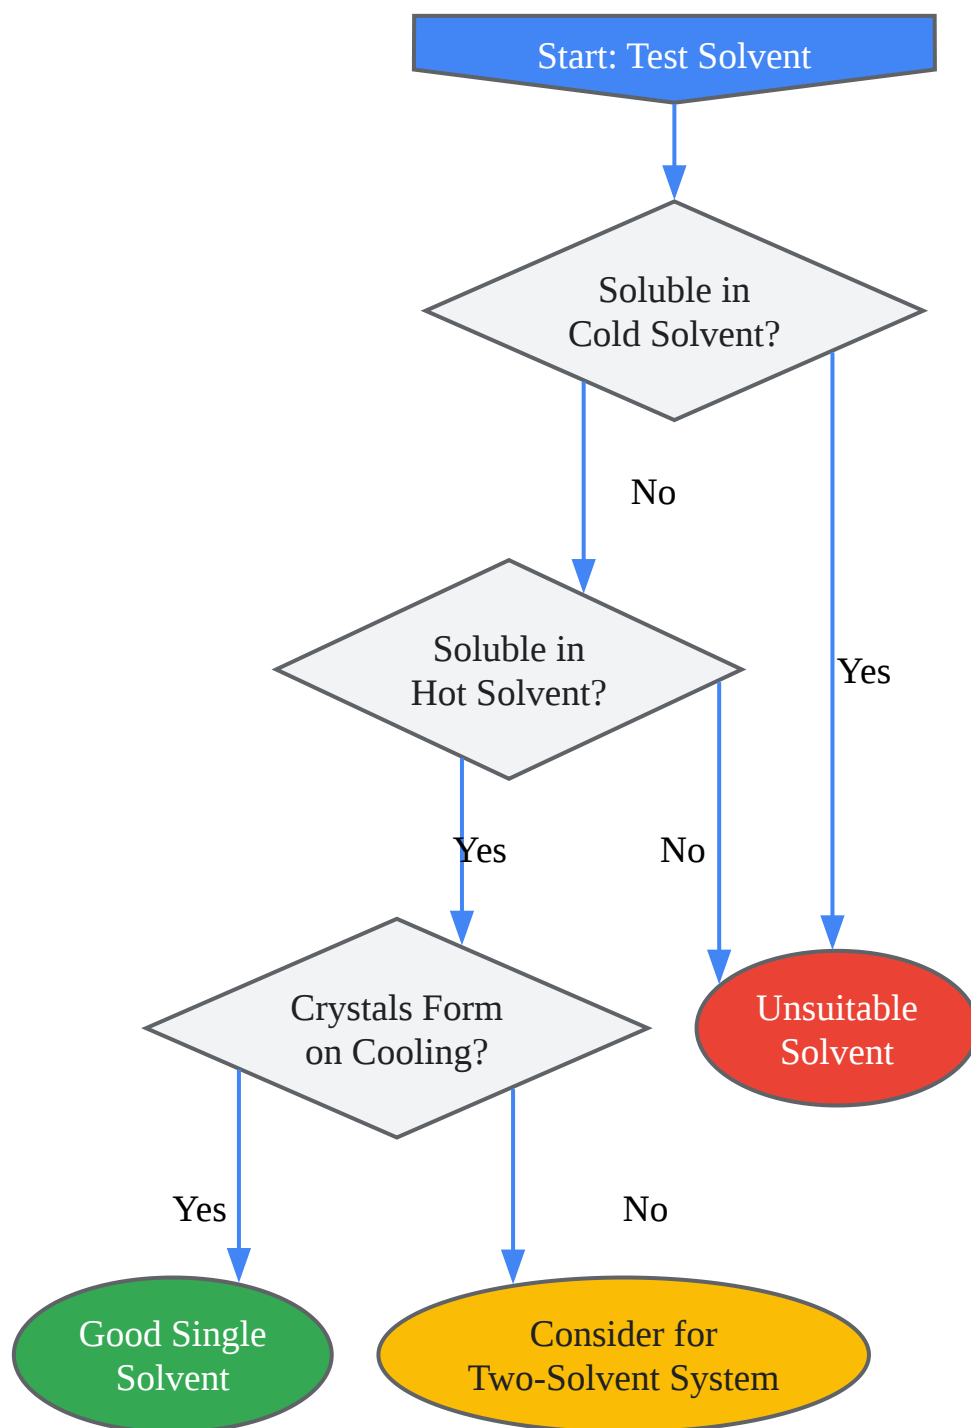 Start: Test Solvent
Soluble in
Cold Solvent?
No
Soluble in
Hot Solvent?
Yes
Yes
No
Crystals Form
on Cooling?
Unsuitable
Solvent
Yes
No
Good Single
Solvent
Consider for
Two-Solvent System